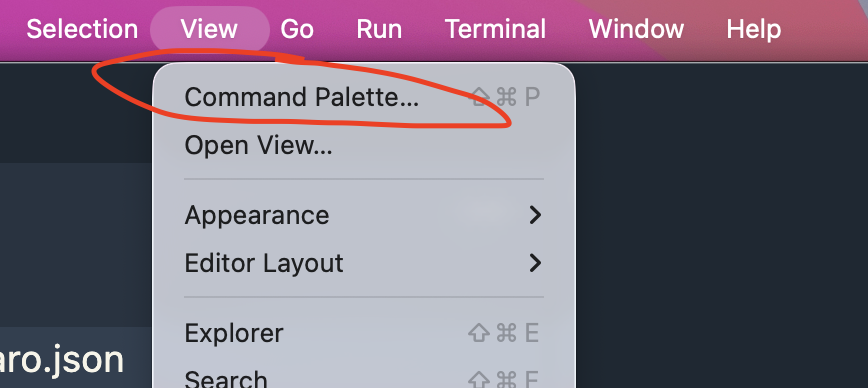 Selection View Go Run Terminal Window Help
Command Palette... ⇧⌘P
Open View...
Appearance
Editor Layout
Explorer ⇧⌘E
Search ⇧⌘F
aro.json